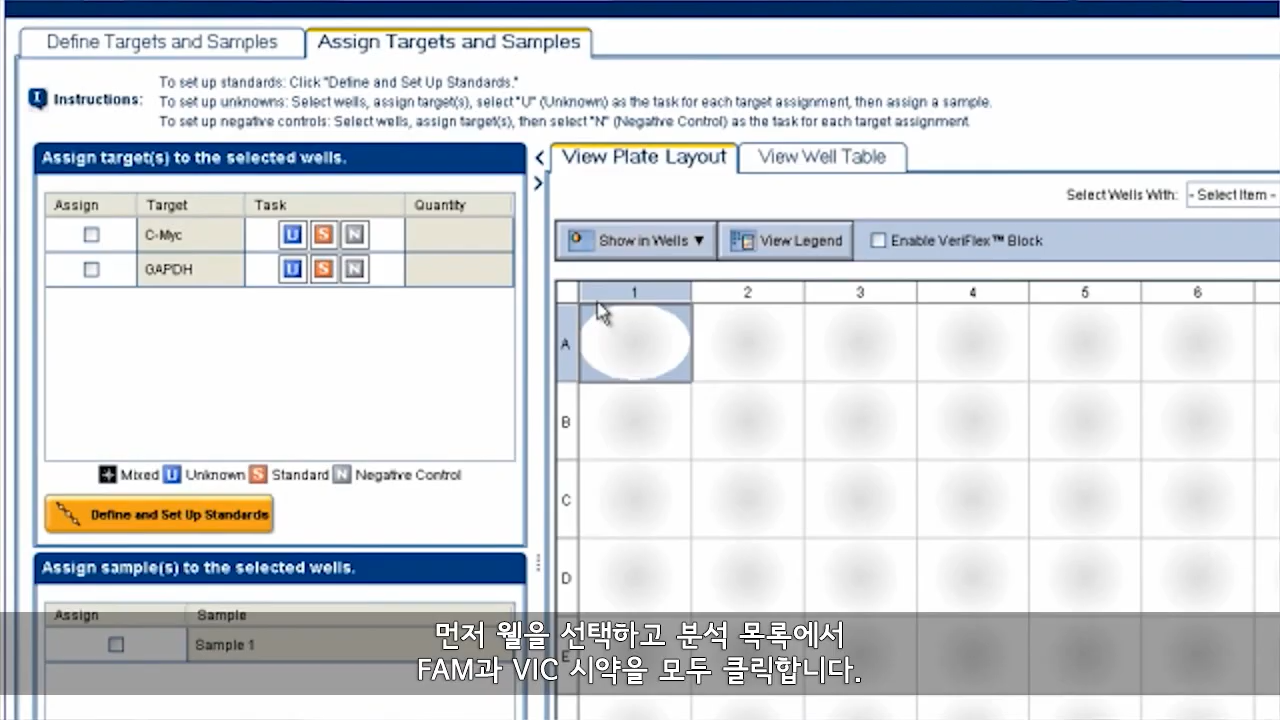 Define Targets and Samples
Assign Targets and Samples
Instructions:
To set up standards: Click "Define and Set Up Standards."
To set up unknowns: Select wells, assign target(s), select "U" (Unknown) as the task for each target assignment, then assign a sample.
To set up negative controls: Select wells, assign target(s), then select "N" (Negative Control) as the task for each target assignment.
Assign target(s) to the selected wells.
Assign Target Task Quantity
C-Myc U S N
GAPDH U S N
Mixed U Unknown S Standard N Negative Control
Define and Set Up Standards
Assign sample(s) to the selected wells.
Assign Sample
Sample 1
View Plate Layout
View Well Table
Select Wells With: - Select Item -
Show in Wells ▼
View Legend
Enable VeriFlex™ Block
1 2 3 4 5 6
A
B
C
D
E
먼저 웰을 선택하고 분석 목록에서
FAM과 VIC 시약을 모두 클릭합니다.